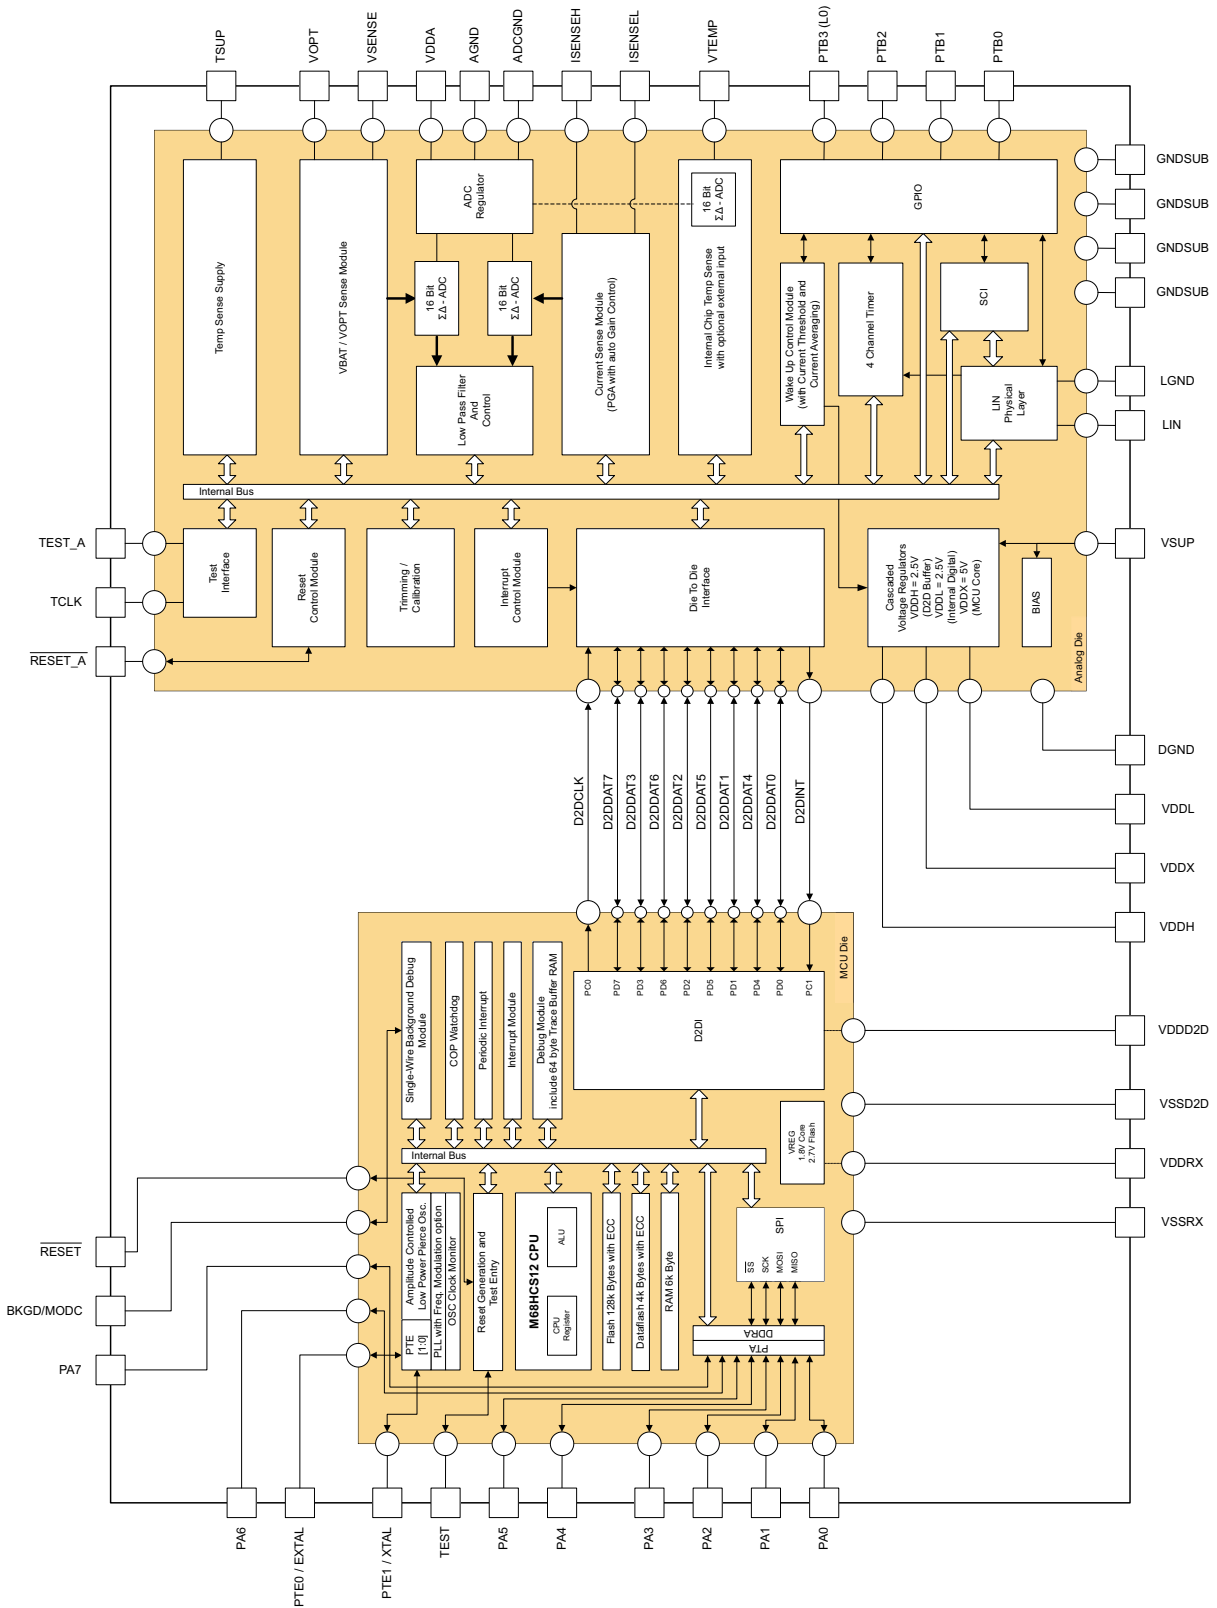 TSUP
VOPT
VSENSE
VDDA
AGND
ADCGND
ISENSEH
ISENSEL
VTEMP
PTB3 (L0)
PTB2
PTB1
PTB0
GNDSUB
GNDSUB
GNDSUB
GNDSUB
LGND
LIN
VSUP
DGND
VDDL
VDDX
VDDH
VDDD2D
VSSD2D
VDDRX
VSSRX
TEST_A
TCLK
RESET_A
RESET
BKGD/MODC
PA7
PA6
PTE0 / EXTAL
PTE1 / XTAL
TEST
PA5
PA4
PA3
PA2
PA1
PA0
Temp Sense Supply
VBAT / VOPT Sense Module
ADC
Regulator
16 Bit
ΣΔ - ADC
16 Bit
ΣΔ - ADC
Low Pass Filter
And
Control
Current Sense Module
(PGA with auto Gain Control)
16 Bit
ΣΔ - ADC
Internal Chip Temp Sense
with optional external input
Wake Up Control Module
(with Current Threshold and
Current Averaging)
4 Channel Timer
GPIO
SCI
LIN
Physical
Layer
Internal Bus
Test
Interface
Reset
Control Module
Trimming /
Calibration
Interrupt
Control Module
Die To Die
Interface
Cascaded
Voltage Regulators
VDDH = 2.5V
(D2D Buffer)
VDDL = 2.5V
(Internal Digital)
VDDX = 5V
(MCU Core)
BIAS
Analog Die
D2DCLK
D2DDAT7
D2DDAT3
D2DDAT6
D2DDAT2
D2DDAT5
D2DDAT1
D2DDAT4
D2DDAT0
D2DINT
MCU Die
PC0
PD7
PD3
PD6
PD2
PD5
PD1
PD4
PD0
PC1
D2DI
Single-Wire Background Debug
Module
COP Watchdog
Periodic Interrupt
Interrupt Module
Debug Module
include 64 byte Trace Buffer RAM
VREG
1.8V Core
2.7V Flash
Internal Bus
Amplitude Controlled
Low Power Pierce Osc.
PTE
[1:0]
PLL with Freq. Modulation option
OSC Clock Monitor
Reset Generation and
Test Entry
M68HCS12 CPU
ALU
CPU
Register
Flash 128k Bytes with ECC
Dataflash 4k Bytes with ECC
RAM 6k Byte
SPI
SS
SCK
MOSI
MISO
DDRA
PTA